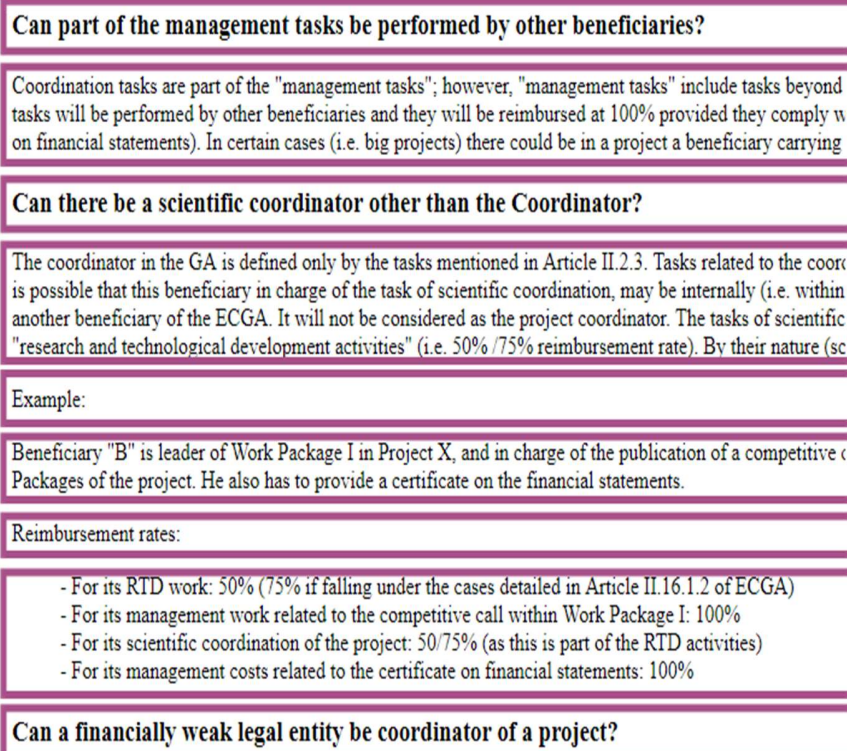 Can part of the management tasks be performed by other beneficiaries?
Coordination tasks are part of the "management tasks"; however, "management tasks" include tasks beyond
tasks will be performed by other beneficiaries and they will be reimbursed at 100% provided they comply
on financial statements). In certain cases (i.e. big projects) there could be in a project a beneficiary carrying
Can there be a scientific coordinator other than the Coordinator?
The coordinator in the GA is defined only by the tasks mentioned in Article II.2.3. Tasks related to the
is possible that this beneficiary in charge of the task of scientific coordination, may be internally (i.e. within
another beneficiary of the ECGA. It will not be considered as the project coordinator. The tasks of scientific
"research and technological development activities" (i.e. 50% /75% reimbursement rate). By their nature (sc
Example:
Beneficiary "B" is leader of Work Package I in Project X, and in charge of the publication of a competitive
Packages of the project. He also has to provide a certificate on the financial statements.
Reimbursement rates:
- For its RTD work: 50% (75% if falling under the cases detailed in Article II.16.1.2 of ECGA)
- For its management work related to the competitive call within Work Package I: 100%
- For its scientific coordination of the project: 50/75% (as this is part of the RTD activities)
- For its management costs related to the certificate on financial statements: 100%
Can a financially weak legal entity be coordinator of a project?